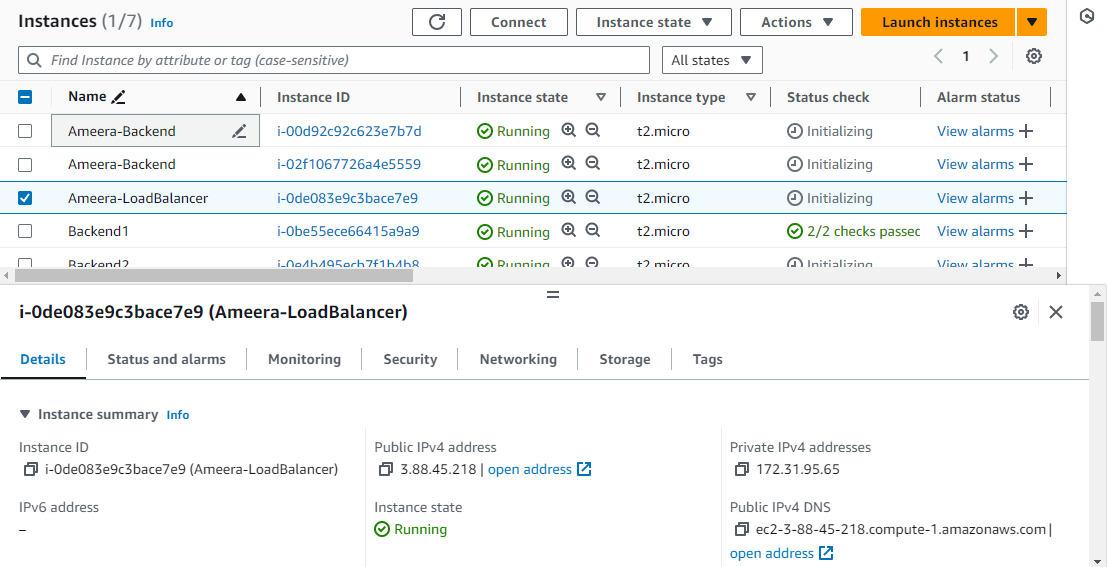 Instances (1/7) Info Connect Instance state Actions Launch instances
Find Instance by attribute or tag (case-sensitive) All states 1
Name Instance ID Instance state Instance type Status check Alarm status
Ameera-Backend i-00d92c92c623e7b7d Running t2.micro Initializing View alarms
Ameera-Backend i-02f1067726a4e5559 Running t2.micro Initializing View alarms
Ameera-LoadBalancer i-0de083e9c3bace7e9 Running t2.micro Initializing View alarms
Backend1 i-0be55ece66415a9a9 Running t2.micro 2/2 checks passec View alarms
Backend2 i-0e4b495ecb7f1b4b8 Running t2.micro Initializing View alarms
i-0de083e9c3bace7e9 (Ameera-LoadBalancer)
Details Status and alarms Monitoring Security Networking Storage Tags
Instance summary Info
Instance ID Public IPv4 address Private IPv4 addresses
i-0de083e9c3bace7e9 (Ameera-LoadBalancer) 3.88.45.218 | open address 172.31.95.65
IPv6 address Instance state Public IPv4 DNS
– Running ec2-3-88-45-218.compute-1.amazonaws.com |
open address